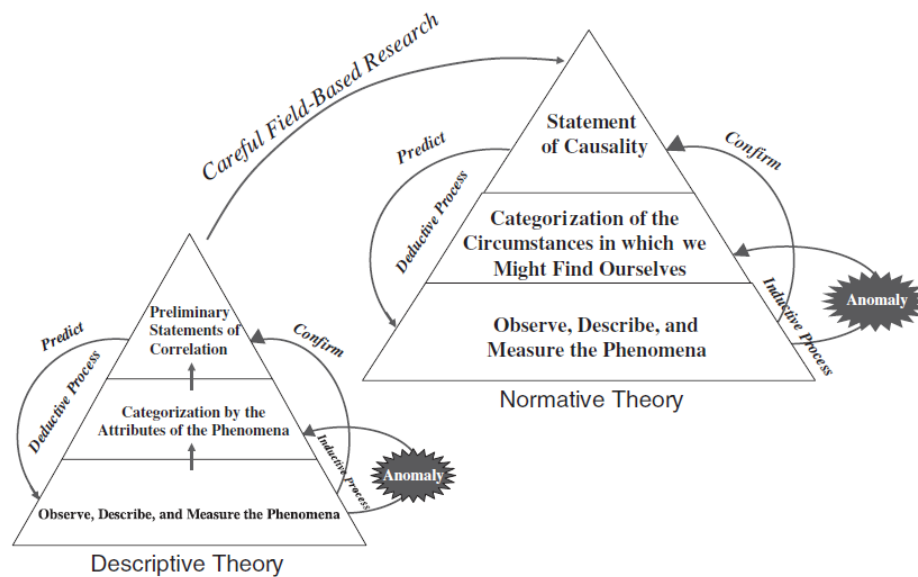 Careful Field-Based Research
Statement
of Causality
Predict
Confirm
Deductive Process
Categorization of the
Circumstances in which we
Might Find Ourselves
Anomaly
Inductive Process
Observe, Describe, and
Measure the Phenomena
Normative Theory
Preliminary
Statements of
Correlation
Predict
Confirm
Deductive Process
Categorization by the
Attributes of the Phenomena
Inductive process
Anomaly
Observe, Describe, and Measure the Phenomena
Descriptive Theory